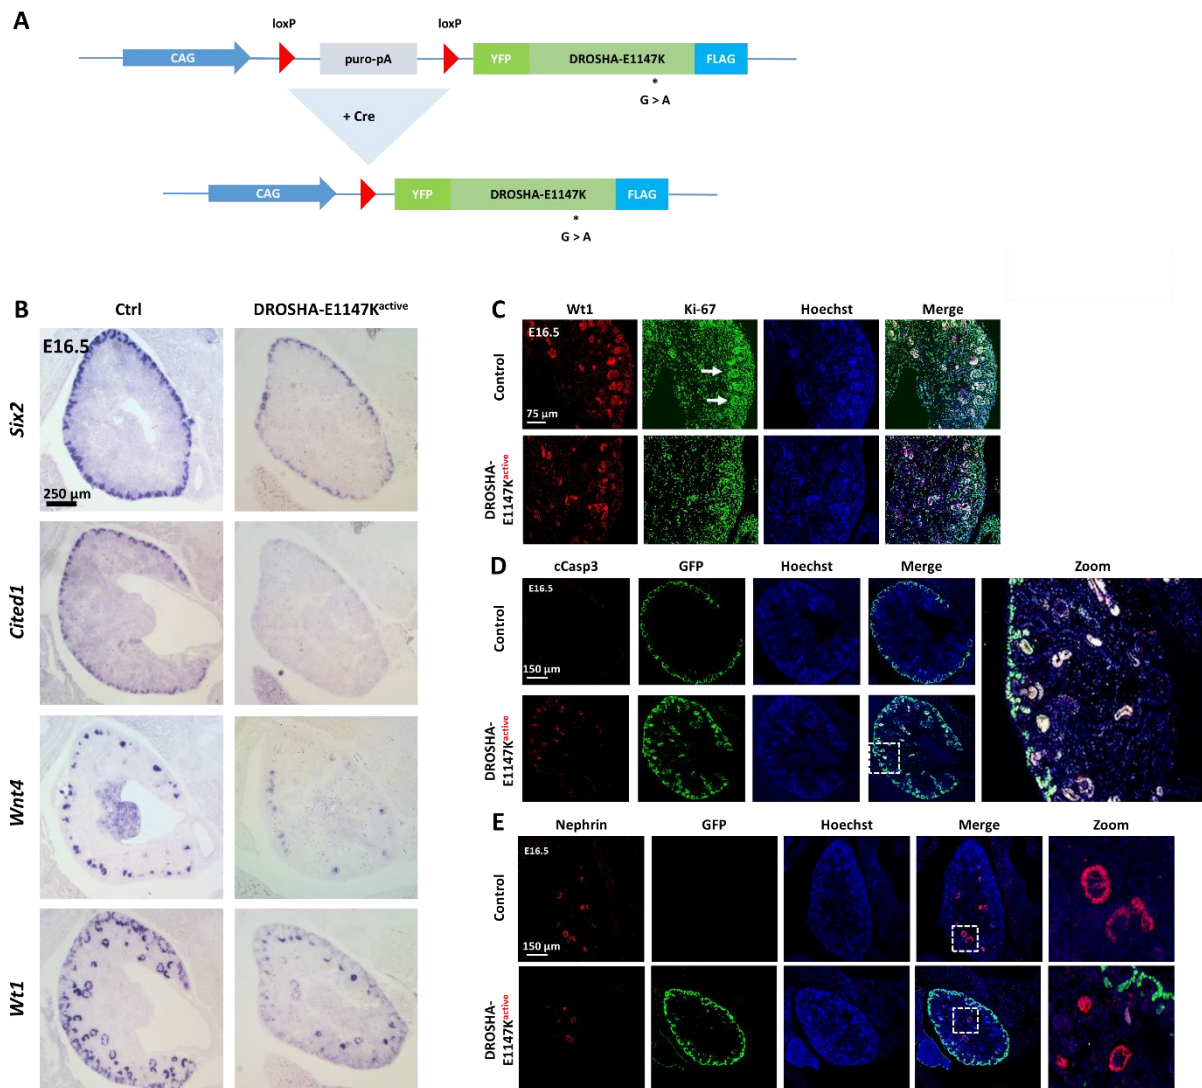 A
loxP loxP
CAG puro-pA YFP DROSHA-E1147K FLAG
*
G > A
+ Cre
CAG YFP DROSHA-E1147K FLAG
*
G > A
B
Ctrl DROSHA-E1147Kactive
E16.5
Six2
250 µm
Cited1
Wnt4
Wt1
C
Wt1 Ki-67 Hoechst Merge
E16.5
Control
75 µm
DROSHA-
E1147Kactive
D
cCasp3 GFP Hoechst Merge Zoom
E16.5
Control
150 µm
DROSHA-
E1147Kactive
E
Nephrin GFP Hoechst Merge Zoom
E16.5
Control
150 µm
DROSHA-
E1147Kactive